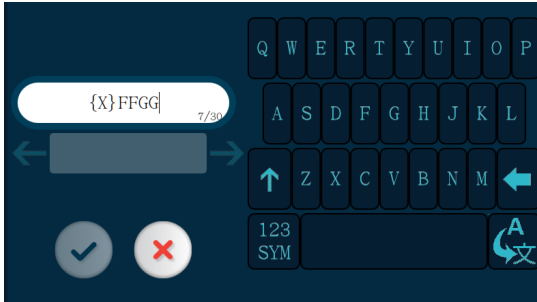 Q W E R T Y U I O P
{X}FFGG
7/30
A S D F G H J K L
Z X C V B N M
123
SYM
A
文